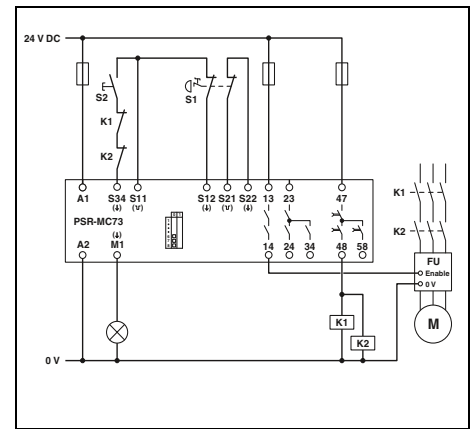 24 V DC
S2
S1
K1
K2
A1 S34 S11 S12 S21 S22 13 23 47
(↓) (⊻) (↓) (⊻) (↓)
PSR-MC73
(↓)
A2 M1 14 24 34 48 58
K1
K2
FU
Enable
0 V
K1
K2
M
0 V